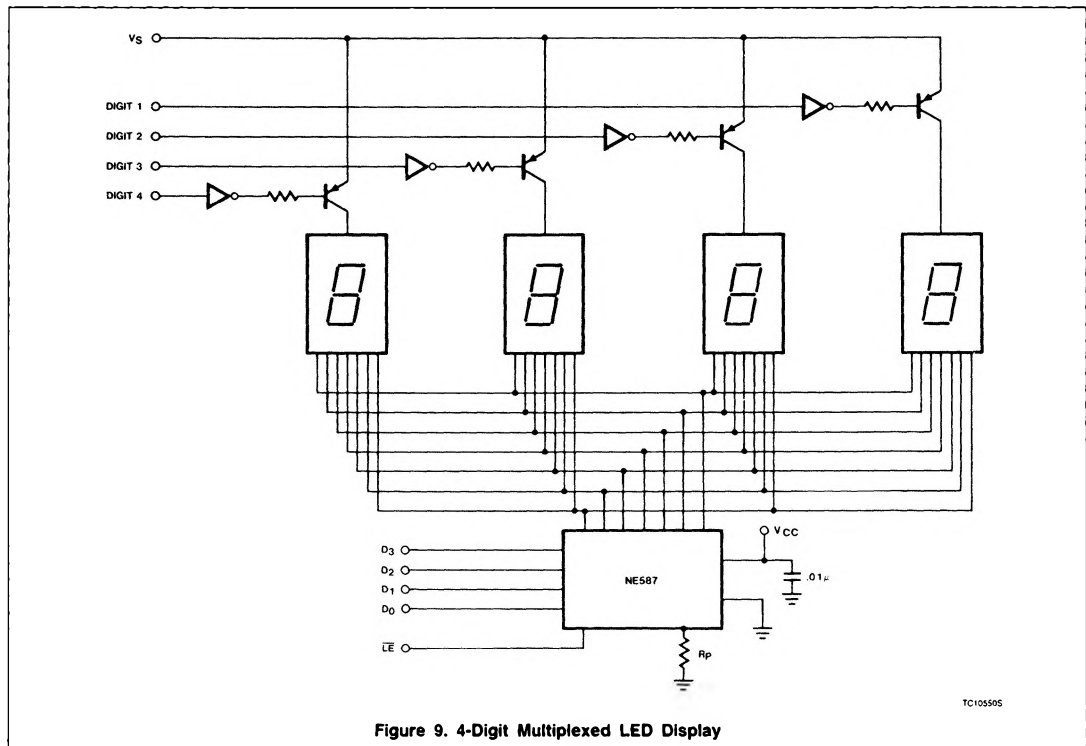 VS
DIGIT 1
DIGIT 2
DIGIT 3
DIGIT 4
VCC
D3
D2
D1
D0
NE587
.01μ
LE
RP
TC10550S
Figure 9. 4-Digit Multiplexed LED Display